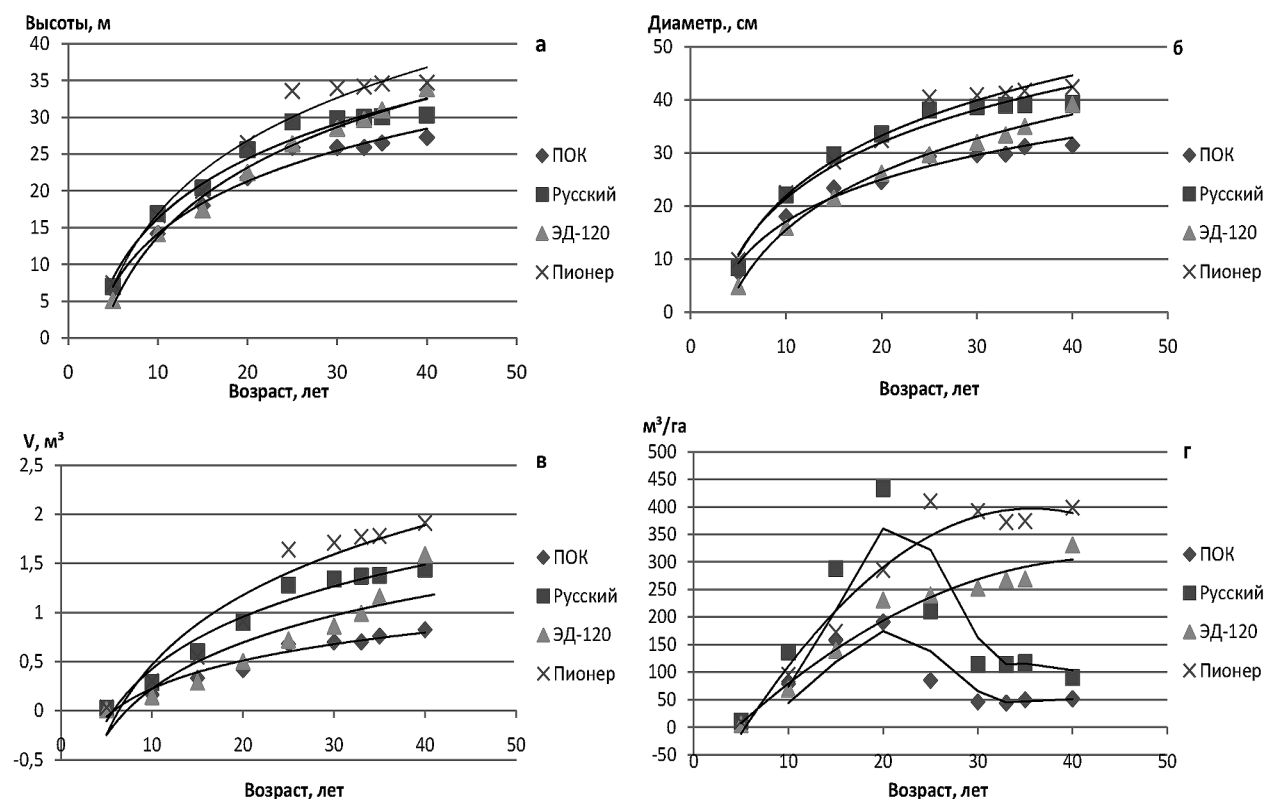 Высоты, м
а
40
35
30
25
20
15
10
5
0
0 10 20 30 40 50
Возраст, лет
ПОК
Русский
ЭД-120
Пионер
Диаметр., см
б
50
40
30
20
10
0
0 10 20 30 40 50
Возраст, лет
ПОК
Русский
ЭД-120
Пионер
V, м³
в
2,5
2
1,5
1
0,5
0
-0,5
0 10 20 30 40 50
Возраст, лет
ПОК
Русский
ЭД-120
Пионер
м³/га
г
500
450
400
350
300
250
200
150
100
50
0
-50
0 10 20 30 40 50
Возраст, лет
ПОК
Русский
ЭД-120
Пионер